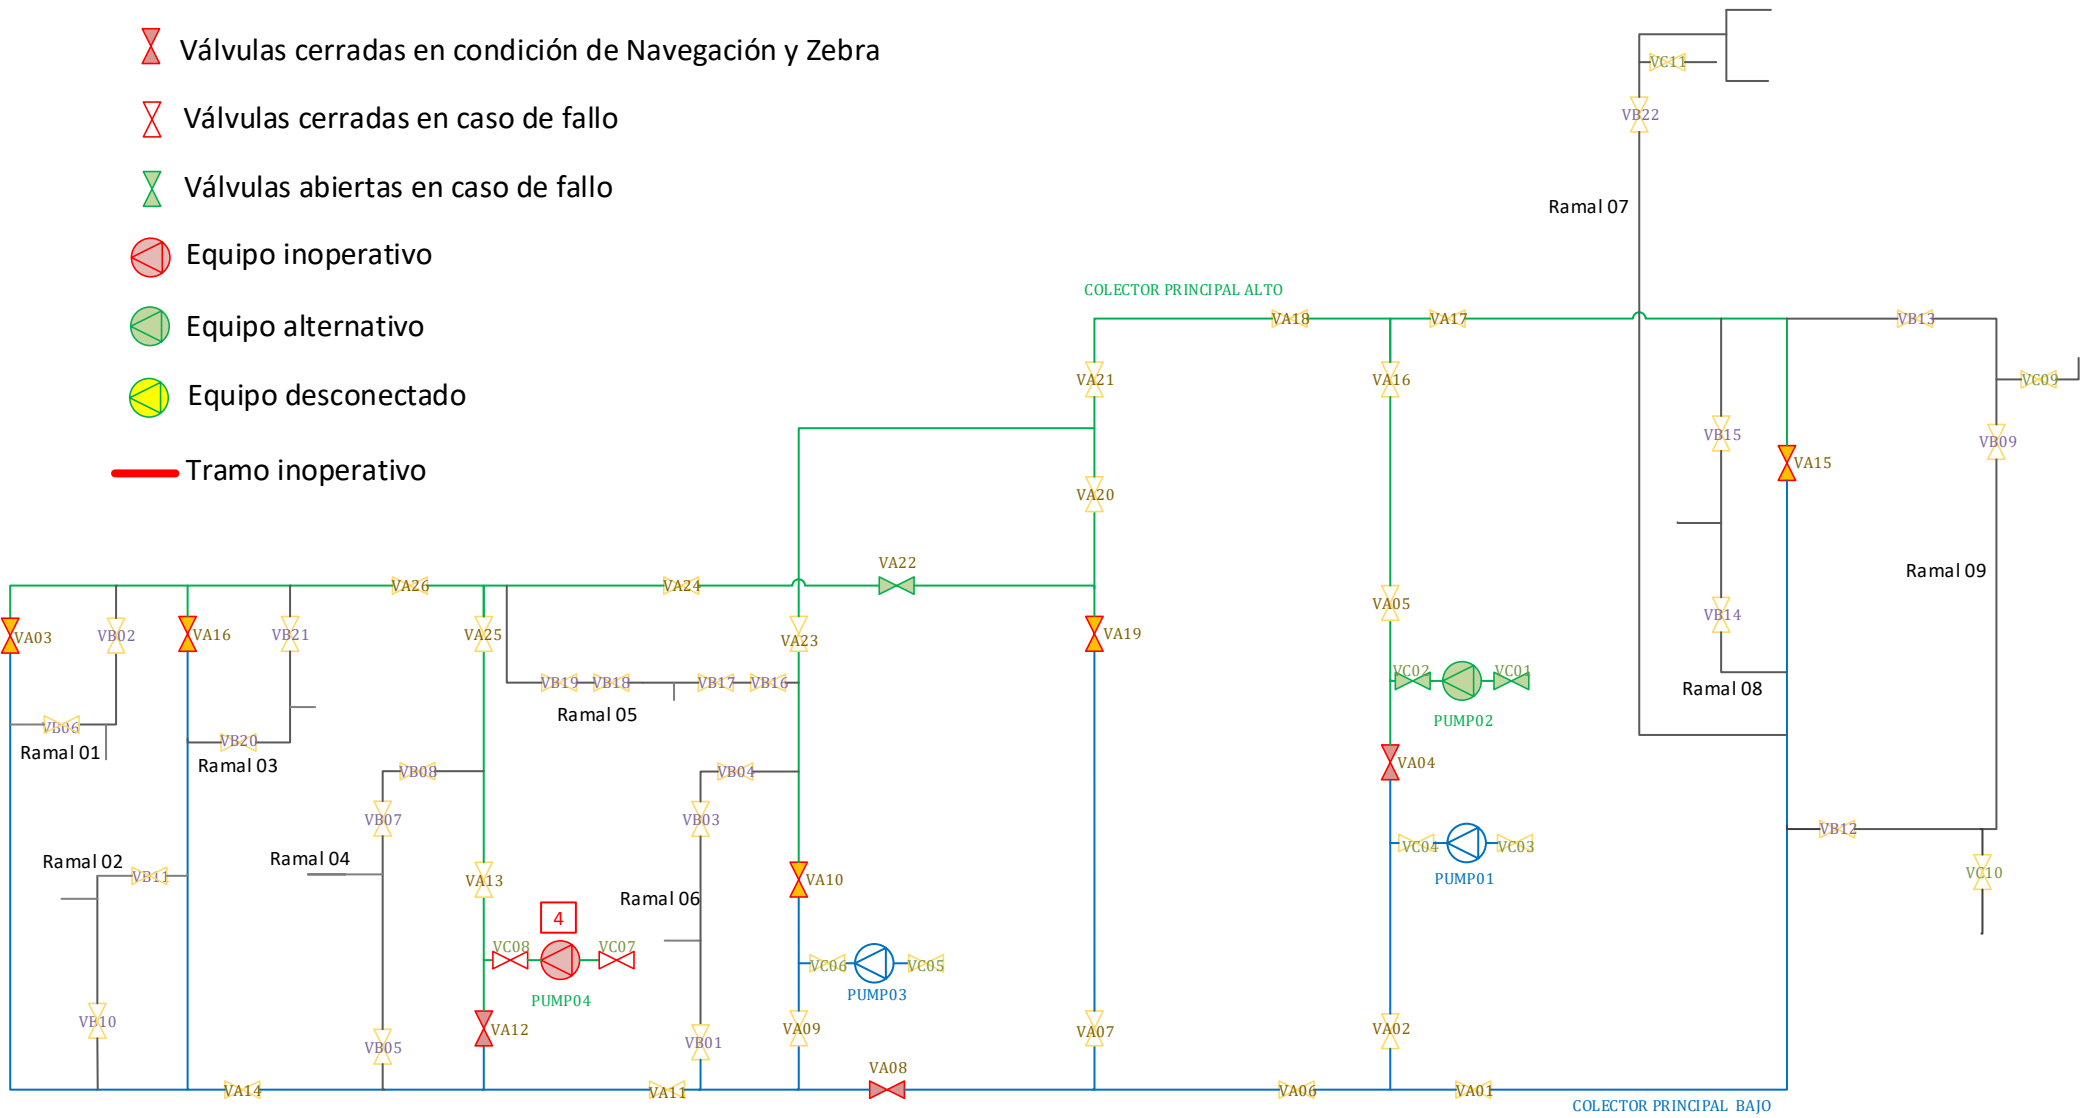 Válvulas cerradas en condición de Navegación y Zebra
Válvulas cerradas en caso de fallo
Válvulas abiertas en caso de fallo
Equipo inoperativo
Equipo alternativo
Equipo desconectado
Tramo inoperativo
VC11
VB22
Ramal 07
COLECTOR PRINCIPAL ALTO
VA18
VA17
VB13
VA21
VA16
VC09
VB15
VB09
VA15
VA20
VA22
Ramal 09
VA26
VA24
VA05
VB14
VA03
VB02
VA16
VB21
VA25
VA23
VA19
VC02
VC01
VB19
VB18
VB17
VB16
Ramal 08
Ramal 05
PUMP02
VB06
Ramal 01
VB20
Ramal 03
VB08
VB04
VA04
VB07
VB03
VB12
VC04
VC03
Ramal 02
Ramal 04
VB11
VA13
VA10
PUMP01
VC10
Ramal 06
4
VC08
VC07
VC06
VC05
PUMP04
PUMP03
VB10
VA12
VA09
VA07
VA02
VB05
VB01
VA08
VA14
VA11
VA06
VA01
COLECTOR PRINCIPAL BAJO